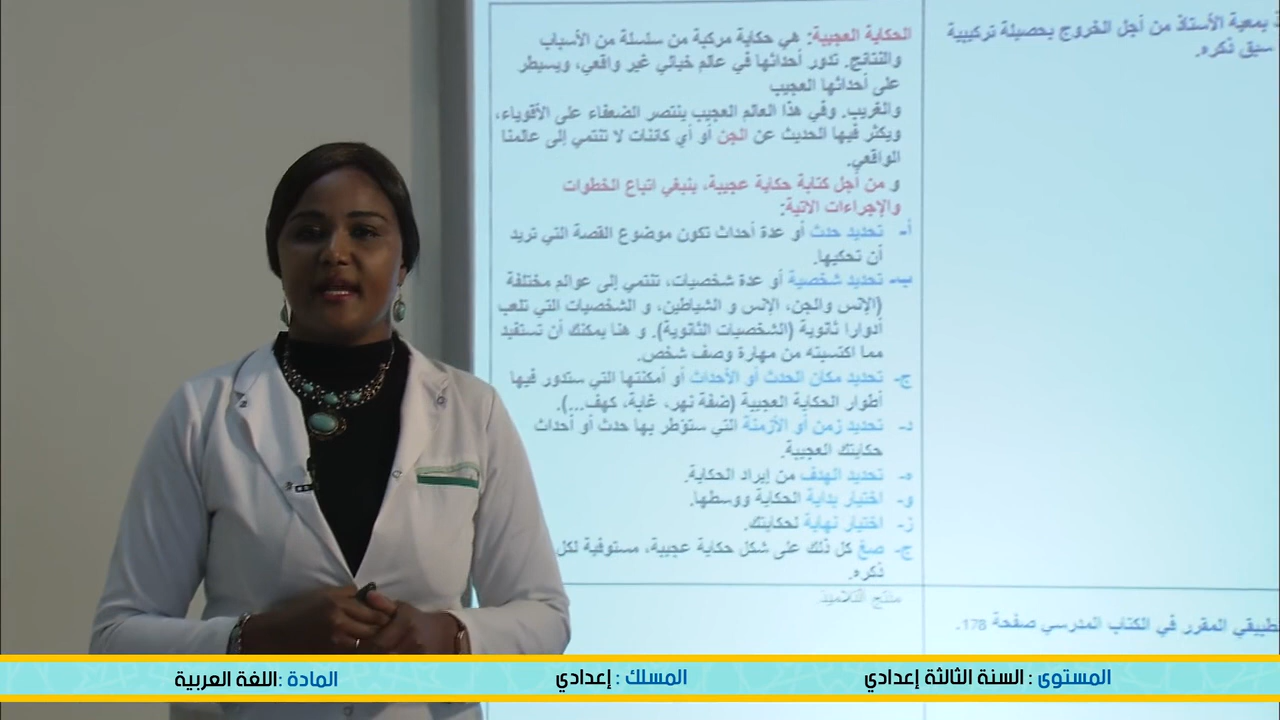 بمعية الأستاذ من أجل الخروج بحصيلة تركيبية
سبق ذكره.
الحكاية العجيبة: هي حكاية مركبة من سلسلة من الأسباب
والنتائج. تدور أحداثها في عالم خيالي غير واقعي، ويسيطر
على أحداثها العجيب
والغريب. وفي هذا العالم العجيب ينتصر الضعفاء على الأقوياء،
ويكثر فيها الحديث عن الجن أو أي كائنات لا تنتمي إلى عالمنا
الواقعي.
و من أجل كتابة حكاية عجيبة، ينبغي اتباع الخطوات
والإجراءات الاتية:
أ- تحديد حدث أو عدة أحداث تكون موضوع القصة التي تريد
أن تحكيها.
ب- تحديد شخصية أو عدة شخصيات، تنتمي إلى عوالم مختلفة
(الإنس والجن، الإنس و الشياطين، و الشخصيات التي تلعب
أدوارا ثانوية (الشخصيات الثانوية). و هنا يمكنك أن تستفيد
مما اكتسبته من مهارة وصف شخص.
ج- تحديد مكان الحدث أو الأحداث أو أمكنتها التي ستدور فيها
أطوار الحكاية العجيبة (ضفة نهر، غابة، كهف...).
د- تحديد زمن أو الأزمنة التي ستؤطر بها حدث أو أحداث
حكايتك العجيبة.
ه- تحديد الهدف من إيراد الحكاية.
و- اختيار بداية الحكاية ووسطها.
ز- اختيار نهاية لحكايتك.
ج- صغ كل ذلك على شكل حكاية عجيبة، مستوفية لكل
ذكره.
منتج التلاميذ.
المقرر في الكتاب المدرسي صفحة 178.
المستوى : السنة الثالثة إعدادي
المسلك : إعدادي
المادة :اللغة العربية